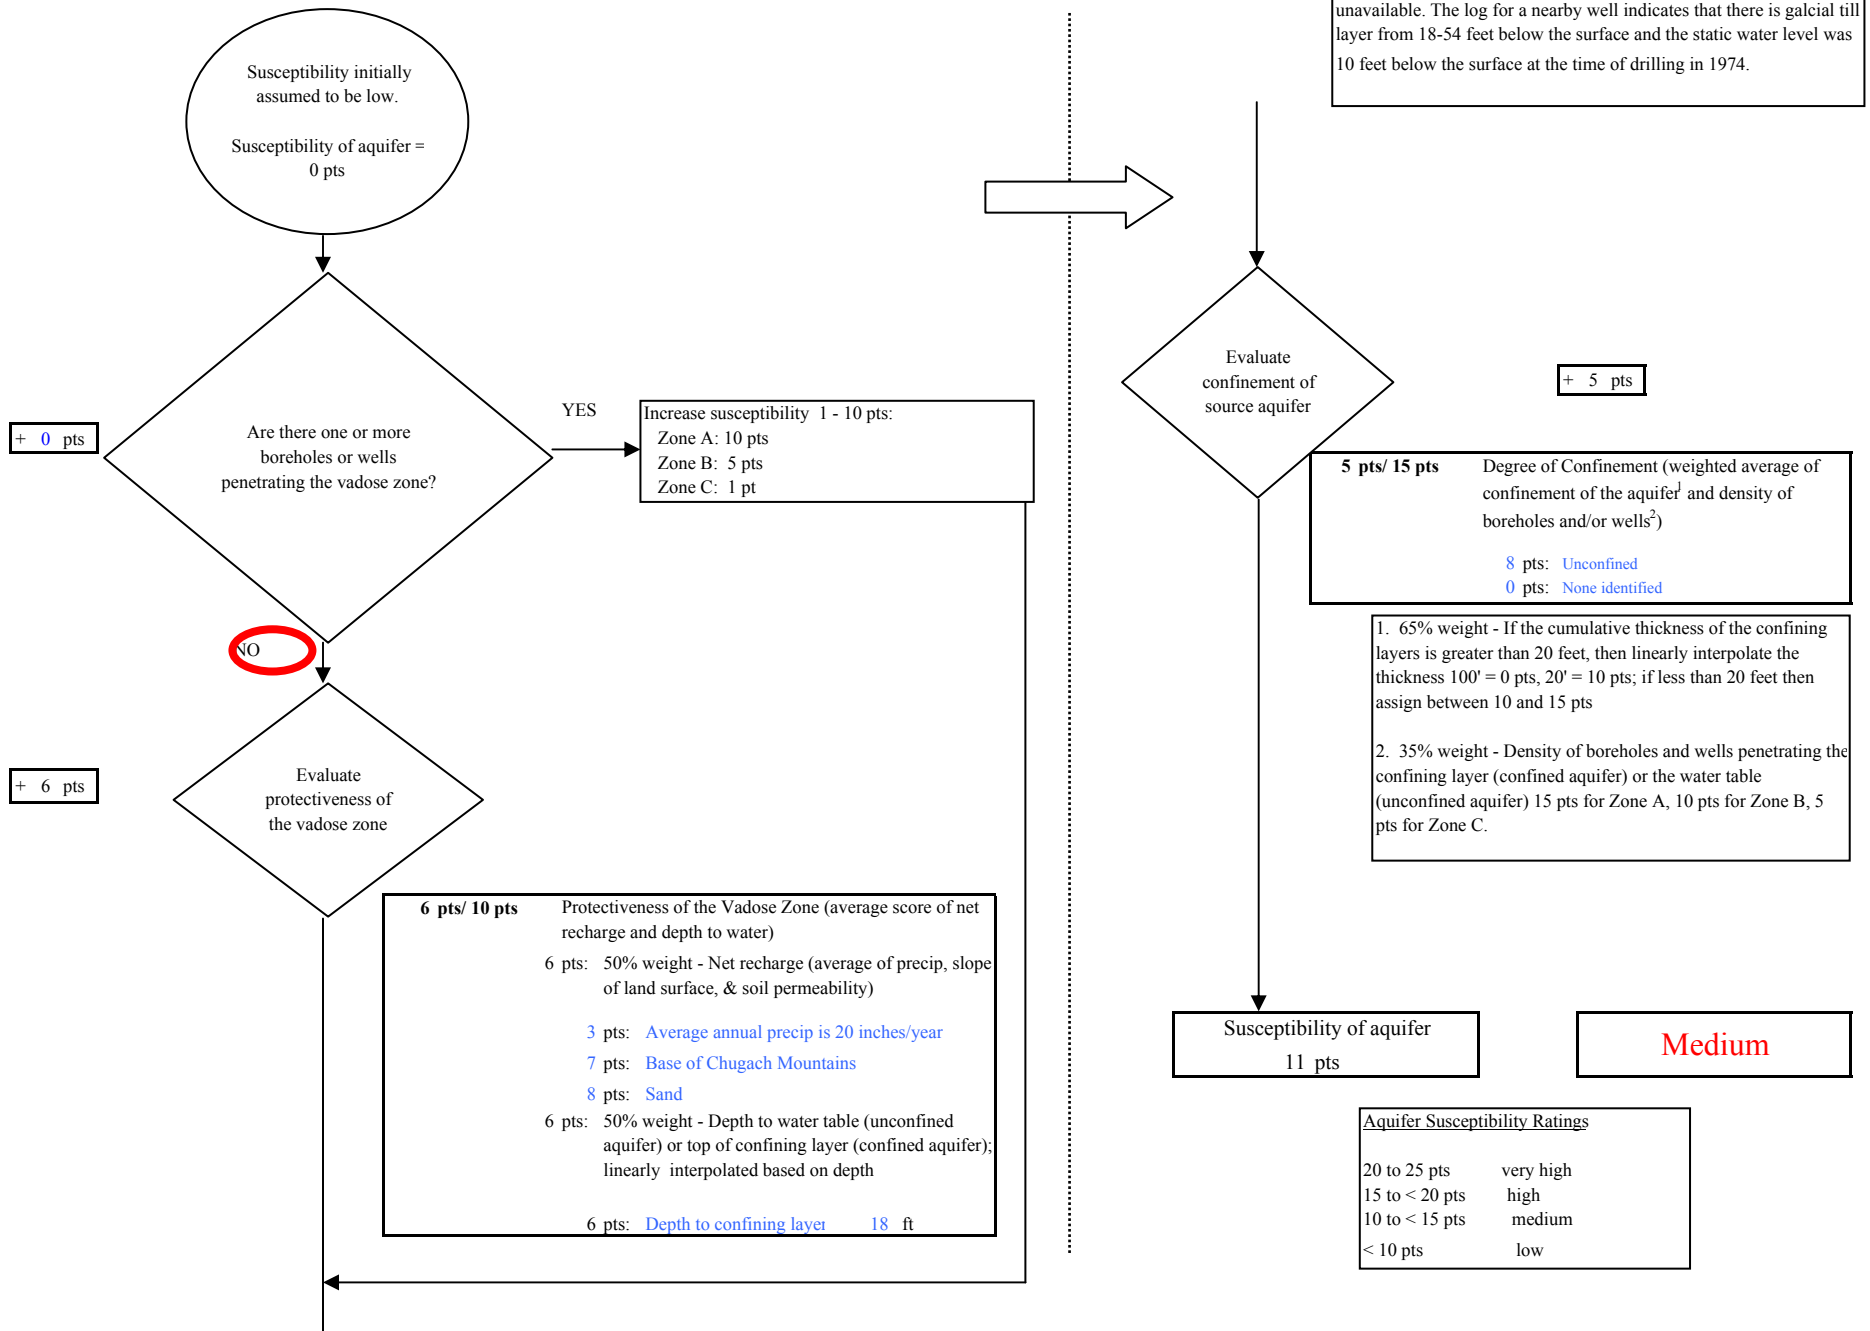 Susceptibility initially
assumed to be low.
Susceptibility of aquifer =
0 pts
+ 0 pts
Are there one or more
boreholes or wells
penetrating the vadose zone?
YES
Increase susceptibility 1 - 10 pts:
Zone A: 10 pts
Zone B: 5 pts
Zone C: 1 pt
NO
+ 6 pts
Evaluate
protectiveness of
the vadose zone
6 pts/ 10 pts
Protectiveness of the Vadose Zone (average score of net
recharge and depth to water)
6 pts: 50% weight - Net recharge (average of precip, slope
of land surface, & soil permeability)
3 pts: Average annual precip is 20 inches/year
7 pts: Base of Chugach Mountains
8 pts: Sand
6 pts: 50% weight - Depth to water table (unconfined
aquifer) or top of confining layer (confined aquifer);
linearly interpolated based on depth
6 pts: Depth to confining layer 18 ft
unavailable. The log for a nearby well indicates that there is galcial till
layer from 18-54 feet below the surface and the static water level was
10 feet below the surface at the time of drilling in 1974.
Evaluate
confinement of
source aquifer
+ 5 pts
5 pts/ 15 pts
Degree of Confinement (weighted average of
confinement of the aquifer1 and density of
boreholes and/or wells2)
8 pts: Unconfined
0 pts: None identified
1. 65% weight - If the cumulative thickness of the confining
layers is greater than 20 feet, then linearly interpolate the
thickness 100' = 0 pts, 20' = 10 pts; if less than 20 feet then
assign between 10 and 15 pts
2. 35% weight - Density of boreholes and wells penetrating the
confining layer (confined aquifer) or the water table
(unconfined aquifer) 15 pts for Zone A, 10 pts for Zone B, 5
pts for Zone C.
Susceptibility of aquifer
11 pts
Medium
Aquifer Susceptibility Ratings
20 to 25 pts very high
15 to < 20 pts high
10 to < 15 pts medium
< 10 pts low